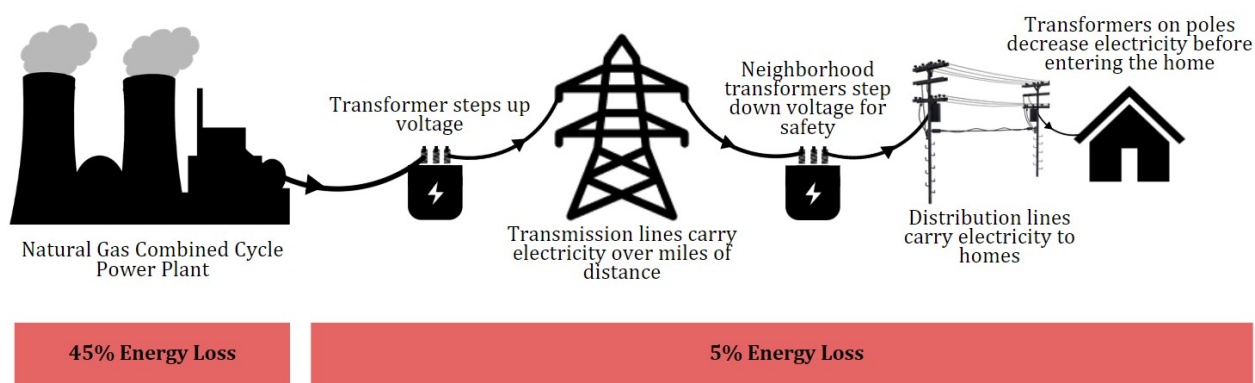 Natural Gas Combined Cycle
Power Plant
Transformer steps up
voltage
Transmission lines carry
electricity over miles of
distance
Neighborhood
transformers step
down voltage for
safety
Distribution lines
carry electricity to
homes
Transformers on poles
decrease electricity before
entering the home
45% Energy Loss
5% Energy Loss